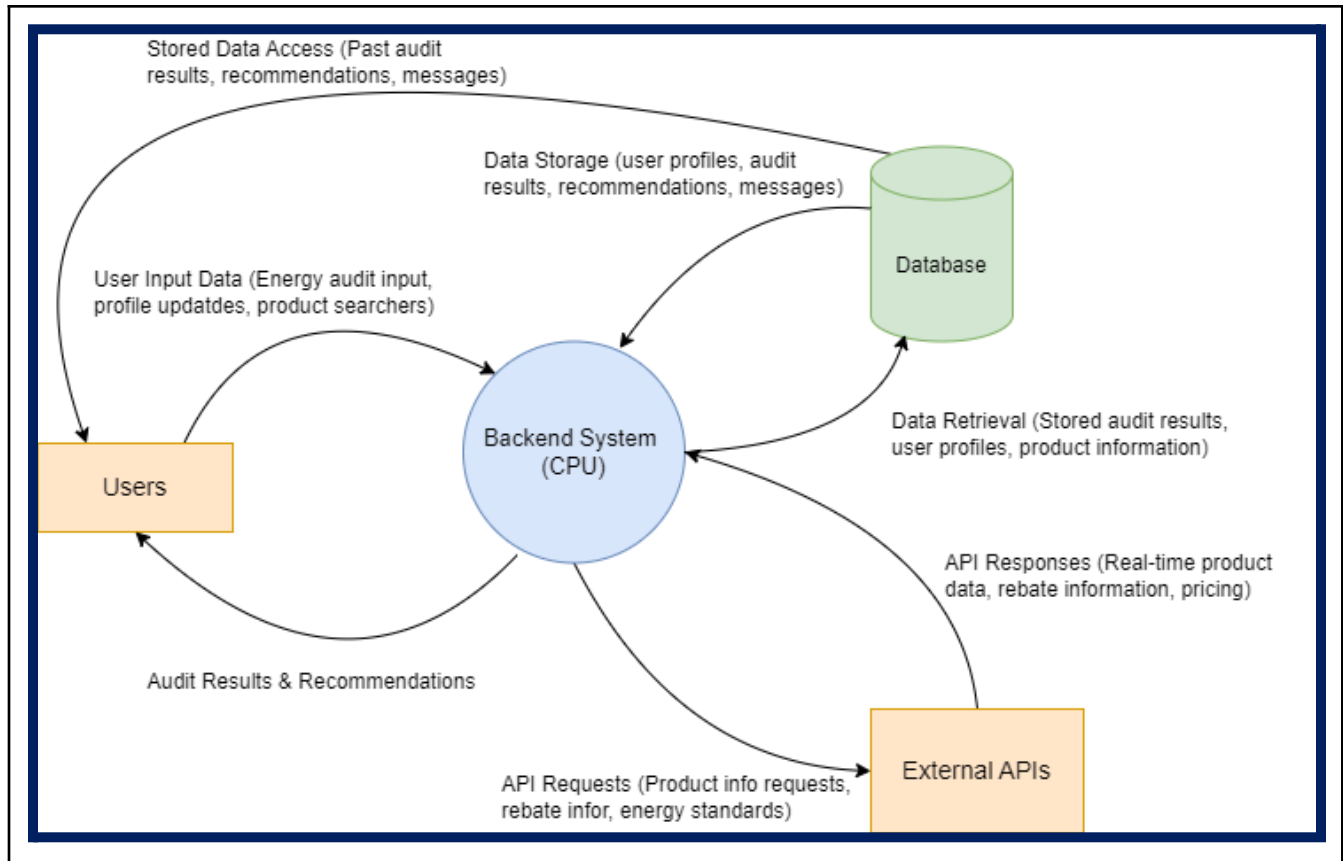 Stored Data Access (Past audit
results, recommendations, messages)
Data Storage (user profiles, audit
results, recommendations, messages)
Database
User Input Data (Energy audit input,
profile updatdes, product searchers)
Backend System
(CPU)
Data Retrieval (Stored audit results,
user profiles, product information)
Users
API Responses (Real-time product
data, rebate information, pricing)
Audit Results & Recommendations
External APIs
API Requests (Product info requests,
rebate infor, energy standards)